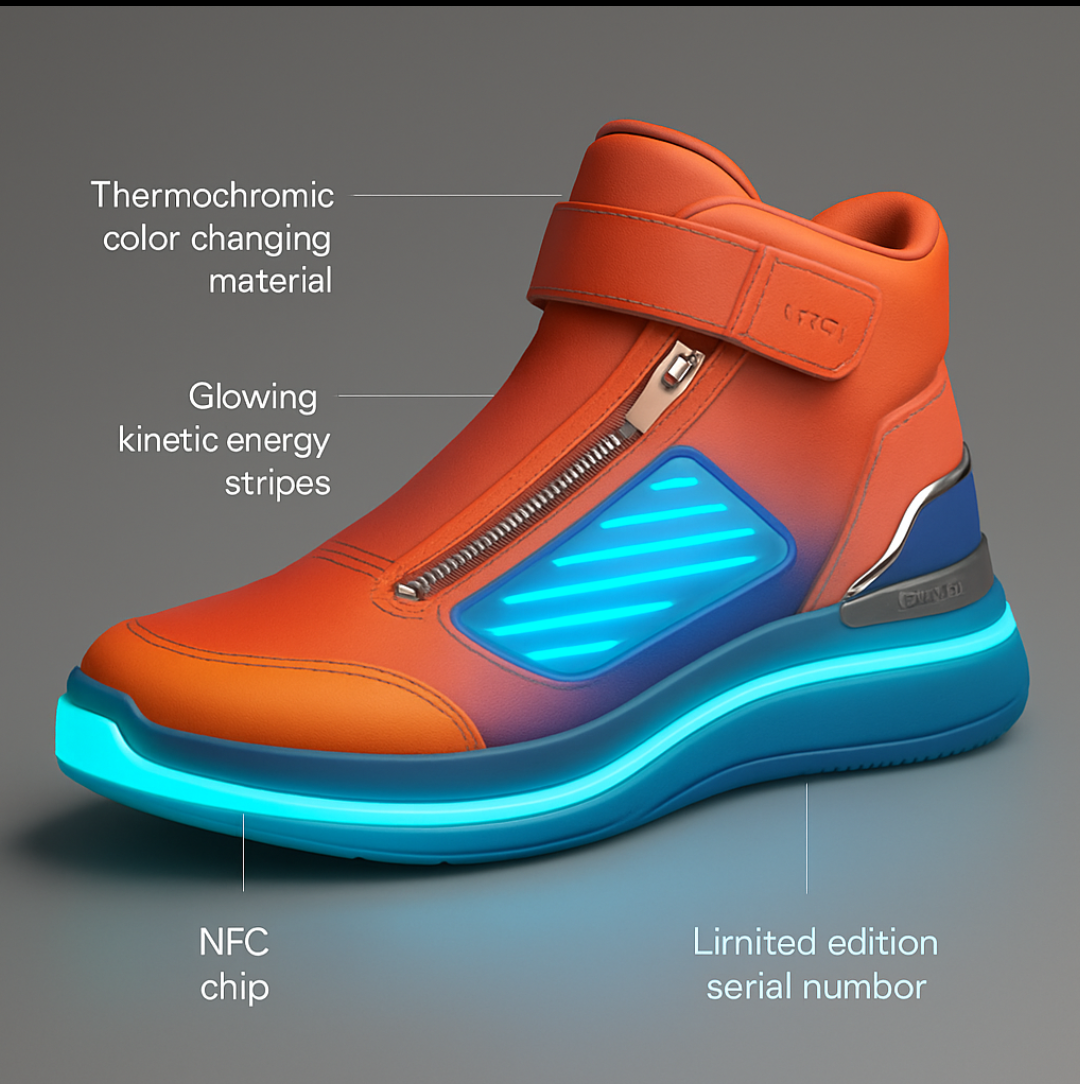 Thermochromic
color changing
material
Glowing
kinetic energy
stripes
NFC
chip
Lirnited edition
serial numbor